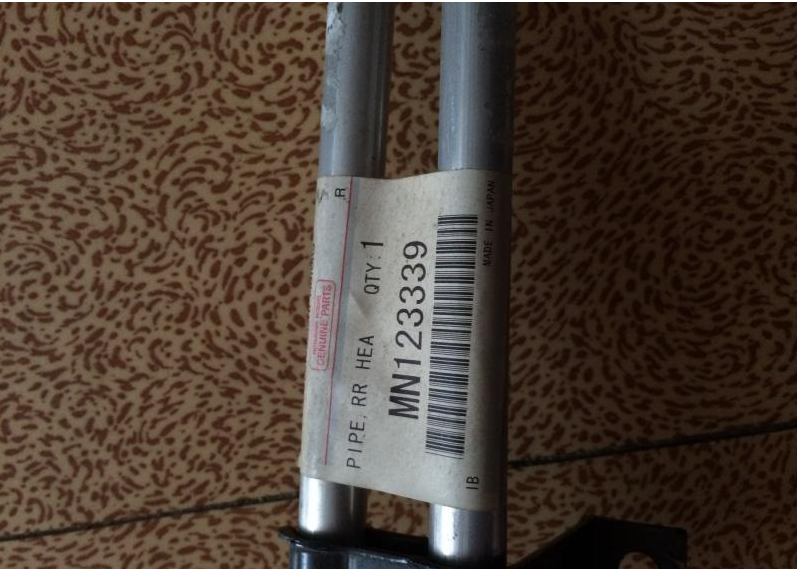 R
GENUINE PARTS
PIPE, RR HEA QTY:1
MN123339
MADE IN JAPAN
IB